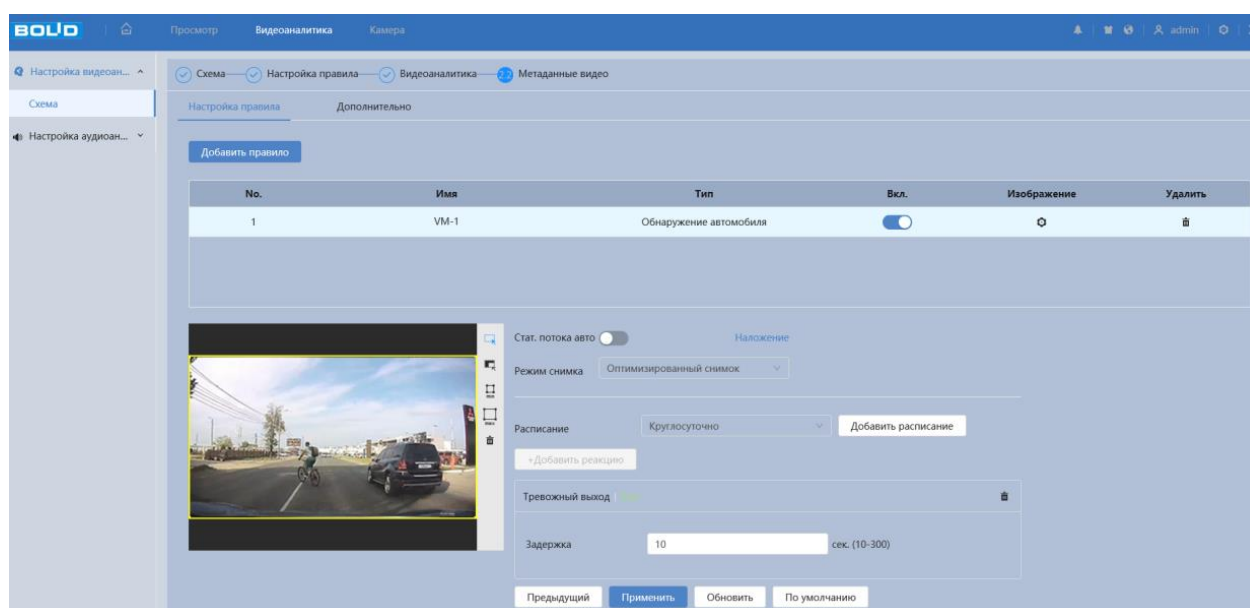 BOLID Просмотр Видеоаналитика Камера admin
Настройка видеоан...
Схема
Настройка аудиоан...
Схема Настройка правила Видеоаналитика Метаданные видео
Настройка правила Дополнительно
Добавить правило
No. Имя Тип Вкл. Изображение Удалить
1 VM-1 Обнаружение автомобиля
Стат. потока авто Наложение
Режим снимка Оптимизированный снимок
Расписание Круглосуточно Добавить расписание
+Добавить реакцию
Тревожный выход
Задержка 10 сек. (10-300)
Предыдущий Применить Обновить По умолчанию